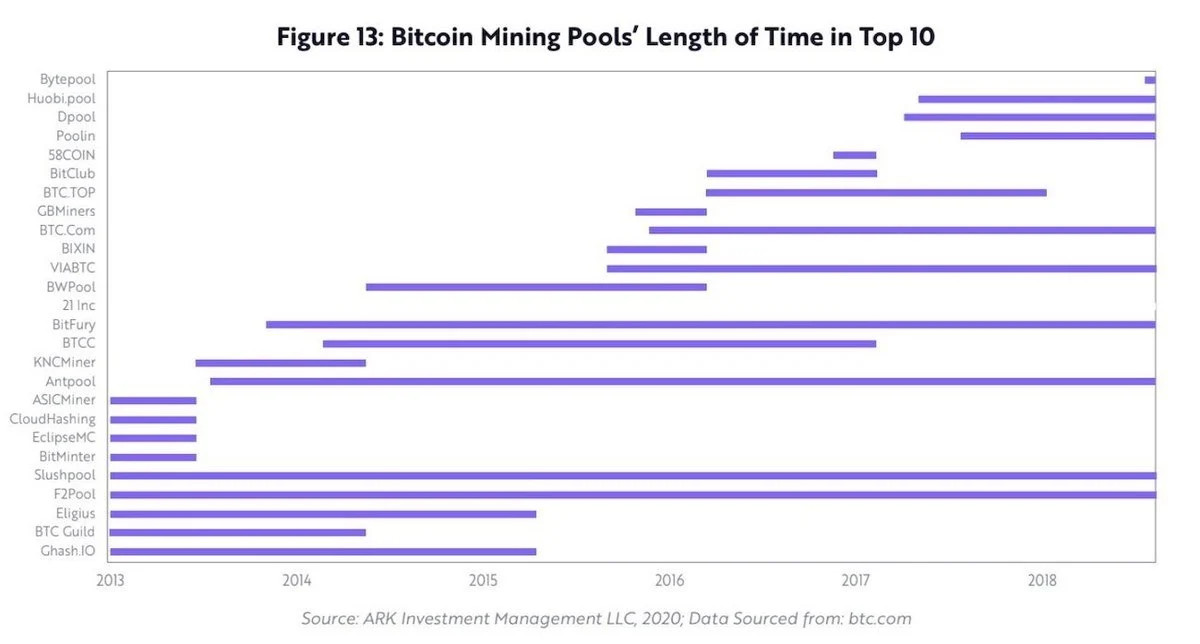 Figure 13: Bitcoin Mining Pools’ Length of Time in Top 10
Bytepool
Huobi.pool
Dpool
Poolin
58COIN
BitClub
BTC.TOP
GBMiners
BTC.Com
BIXIN
VIABTC
BWPool
21 Inc
BitFury
BTCC
KNCMiner
Antpool
ASICMiner
CloudHashing
EclipseMC
BitMinter
Slushpool
F2Pool
Eligius
BTC Guild
Ghash.IO
2013 2014 2015 2016 2017 2018
Source: ARK Investment Management LLC, 2020; Data Sourced from: btc.com